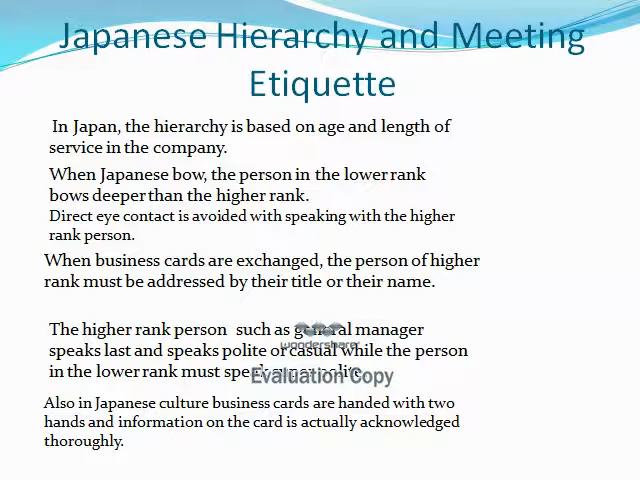 Japanese Hierarchy and Meeting
Etiquette
In Japan, the hierarchy is based on age and length of
service in the company.
When Japanese bow, the person in the lower rank
bows deeper than the higher rank.
Direct eye contact is avoided with speaking with the higher
rank person.
When business cards are exchanged, the person of higher
rank must be addressed by their title or their name.
The higher rank person such as general manager
wondershare
speaks last and speaks polite or casual while the person
in the lower rank must speak polite
Evaluation Copy
Also in Japanese culture business cards are handed with two
hands and information on the card is actually acknowledged
thoroughly.